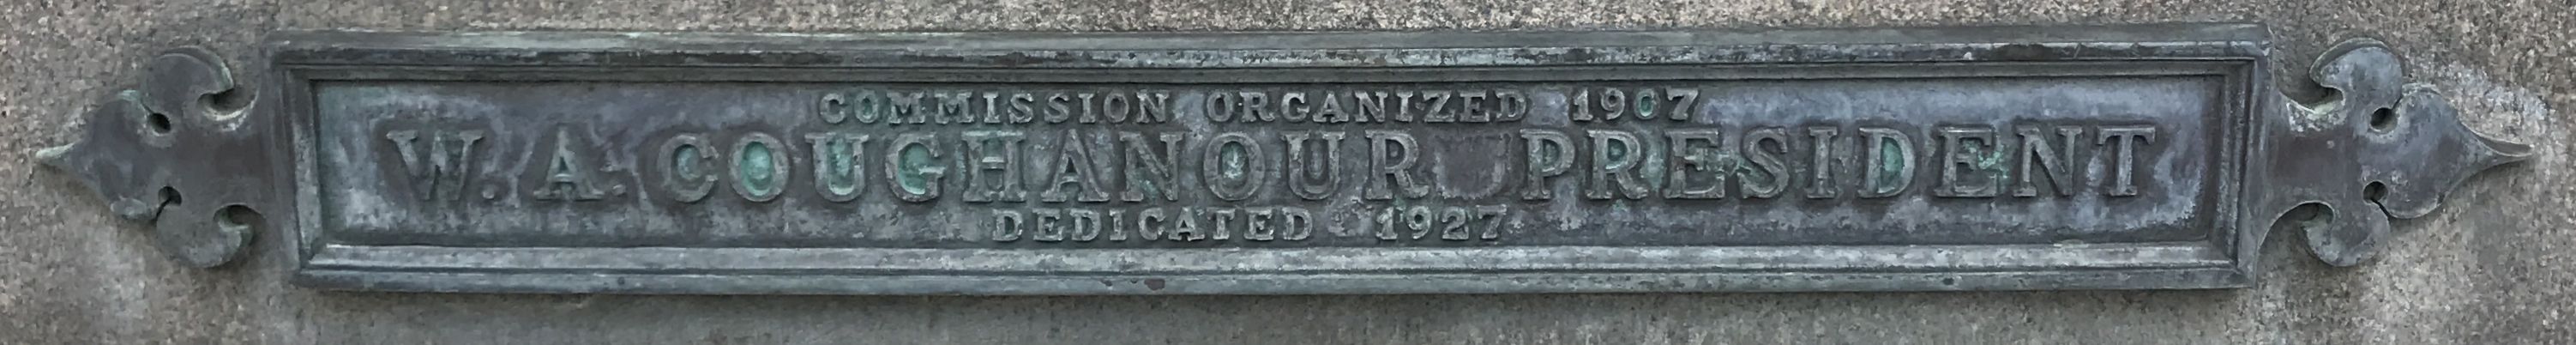 COMMISSION ORGANIZED 1907
W. A. COUGHANOUR PRESIDENT
DEDICATED 1927